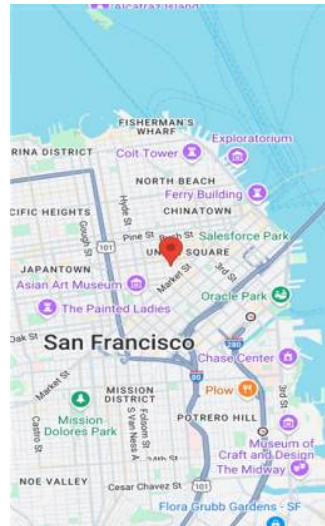 Alcatraz Island
FISHERMAN'S
WHARF
Exploratorium
RINA DISTRICT
Coit Tower
NORTH BEACH
Ferry Building
CIFIC HEIGHTS
Hyde St
CHINATOWN
Gough St
101
Pine St
Bush St
Salesforce Park
UNION SQUARE
JAPANTOWN
Market St
3rd St
Asian Art Museum
Oracle Park
The Painted Ladies
Oak St
San Francisco
280
Chase Center
Market St
80
MISSION
DISTRICT
Plow
3rd St
Mission
Dolores Park
Castro St
S Van Ness A
Folsom St
POTRERO HILL
Museum of
Craft and Design
24th St
The Midway
NOE VALLEY
Cesar Chavez St
101
Flora Grubb Gardens - SF